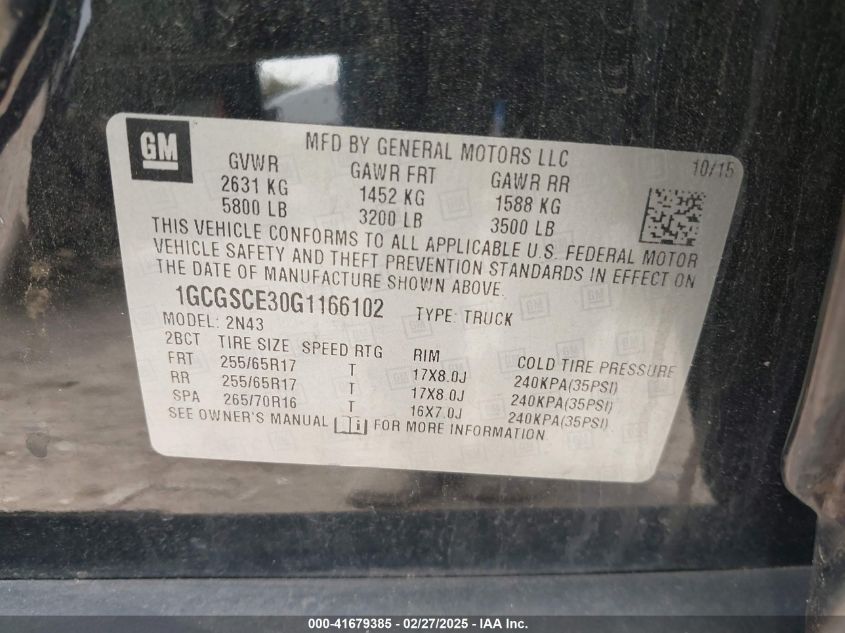 GM
MFD BY GENERAL MOTORS LLC
10/15
GVWR GAWR FRT GAWR RR
2631 KG 1452 KG 1588 KG
5800 LB 3200 LB 3500 LB
THIS VEHICLE CONFORMS TO ALL APPLICABLE U.S. FEDERAL MOTOR
VEHICLE SAFETY AND THEFT PREVENTION STANDARDS IN EFFECT ON
THE DATE OF MANUFACTURE SHOWN ABOVE.
1GCGSCE30G1166102 TYPE: TRUCK
MODEL: 2N43
2BCT TIRE SIZE SPEED RTG RIM COLD TIRE PRESSURE
FRT 255/65R17 T 17X8.0J 240KPA(35PSI)
RR 255/65R17 T 17X8.0J 240KPA(35PSI)
SPA 265/70R16 T 16X7.0J 240KPA(35PSI)
SEE OWNER'S MANUAL i FOR MORE INFORMATION
000-41679385 - 02/27/2025 - IAA Inc.